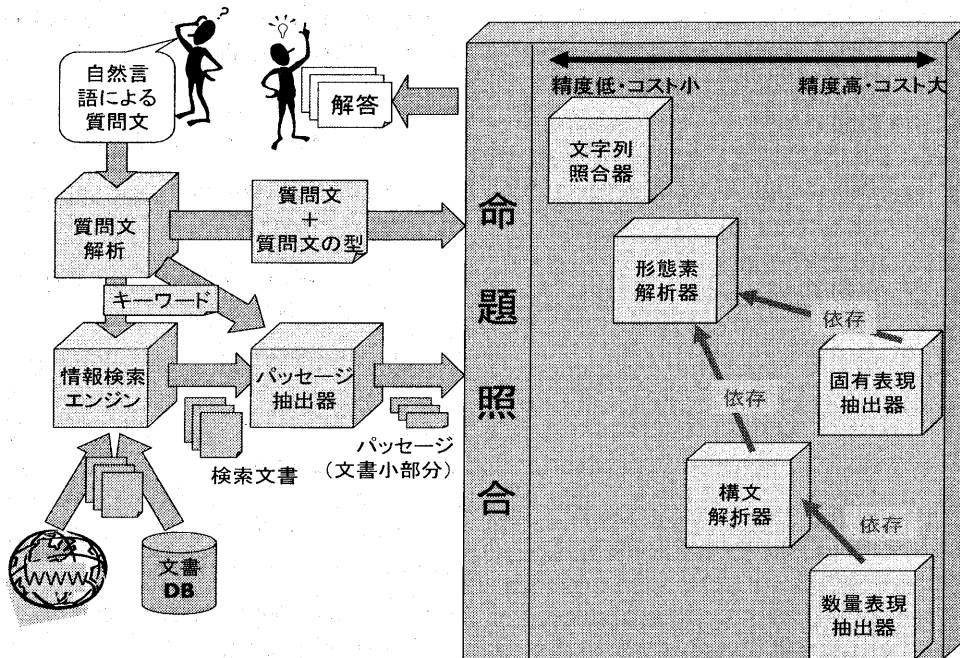 ?
自然言
語による
質問文
解答
質問文
解析
質問文
+
質問文の型
キーワード
情報検索
エンジン
パッセージ
抽出器
検索文書
パッセージ
(文書小部分)
WWW
文書
DB
命
題
照
合
精度低・コスト小
精度高・コスト大
文字列
照合器
形態素
解析器
依存
固有表現
抽出器
依存
構文
解析器
依存
数量表現
抽出器